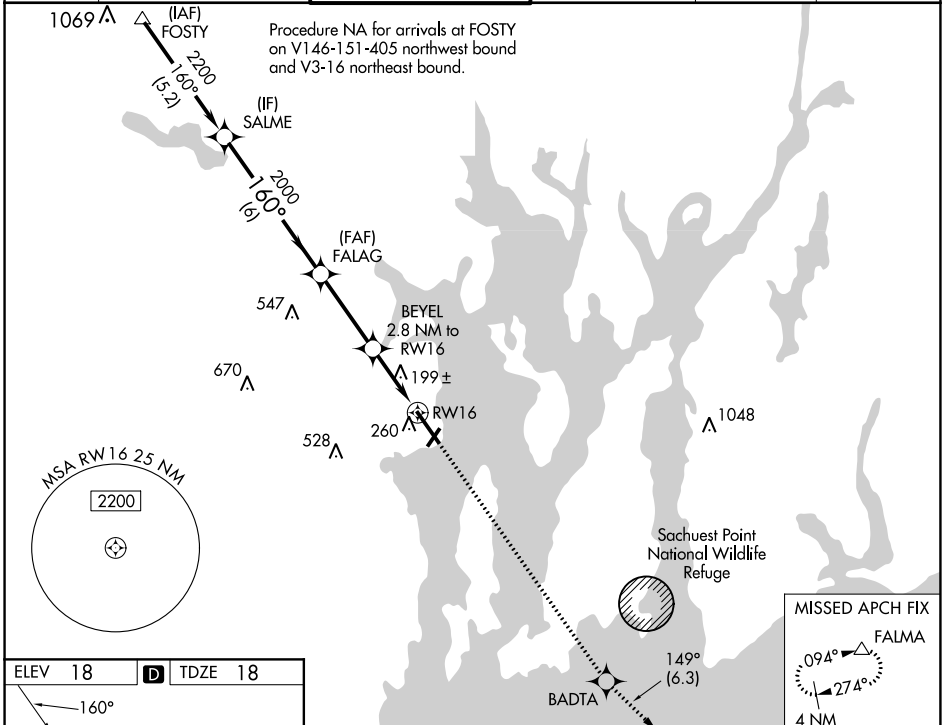 1069
(IAF)
FOSTY
Procedure NA for arrivals at FOSTY
on V146-151-405 northwest bound
and V3-16 northeast bound.
2200
160°
(5.2)
(IF)
SALME
2000
160°
(6)
(FAF)
FALAG
547
BEYEL
2.8 NM to
RW16
199 ±
670
RW16
260
1048
528
MSA RW16 25 NM
2200
Sachuest Point
National Wildlife
Refuge
MISSED APCH FIX
FALMA
094°
274°
4 NM
149°
(6.3)
BADTA
ELEV 18 D TDZE 18
160°